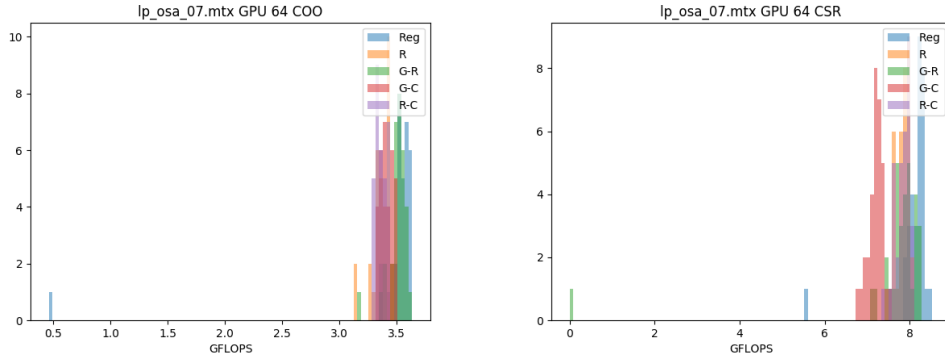 lp_osa_07.mtx GPU 64 COO
10
8
6
4
2
0
0.5
1.0
1.5
2.0
2.5
3.0
3.5
GFLOPS
Reg
R
G-R
G-C
R-C
lp_osa_07.mtx GPU 64 CSR
8
6
4
2
0
0
2
4
6
8
GFLOPS
Reg
R
G-R
G-C
R-C